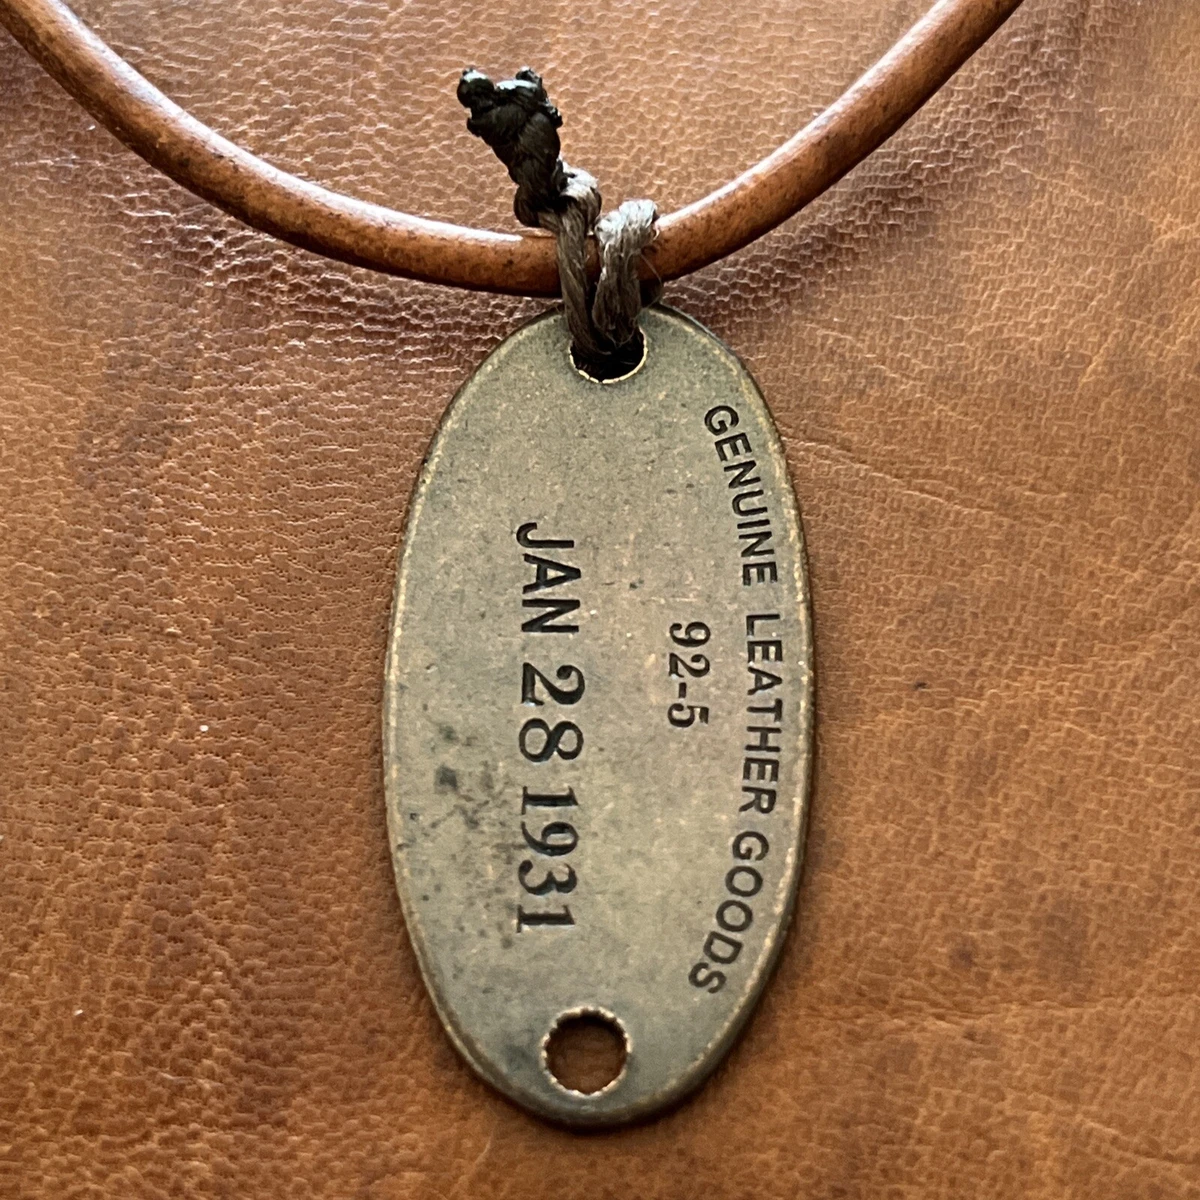 GENUINE LEATHER GOODS
92-5
JAN 28 1931